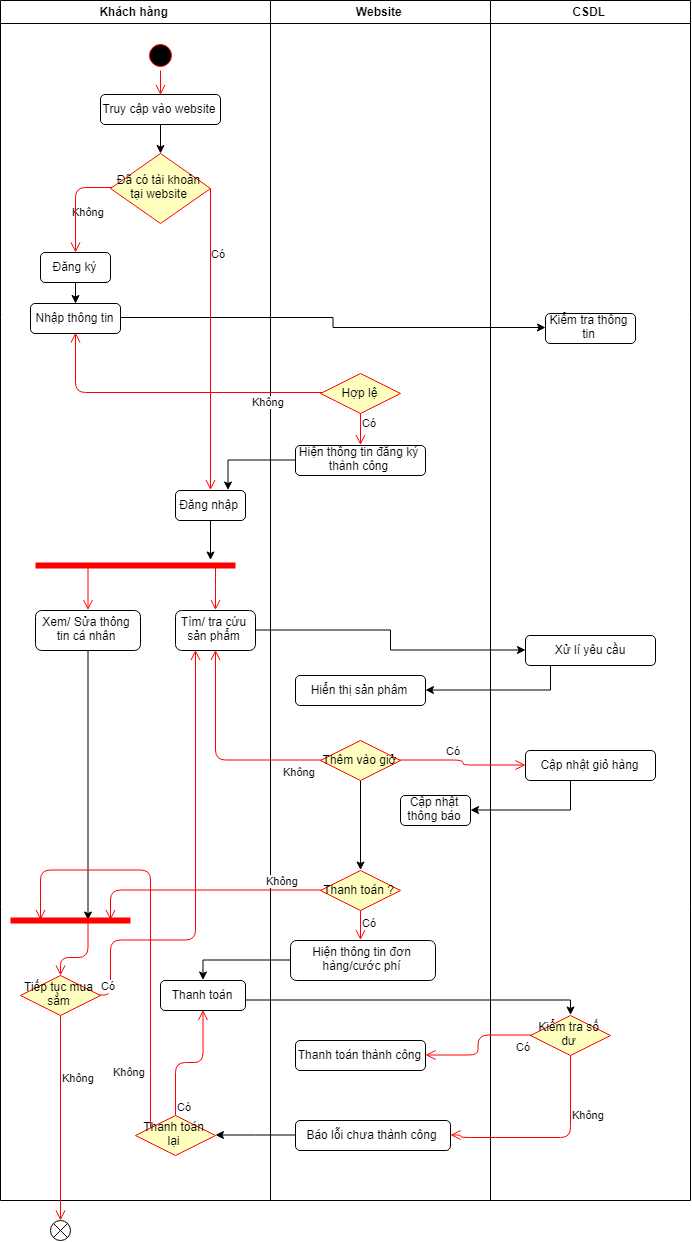 Khách hàng
Website
CSDL
Truy cập vào website
Đã có tài khoản
tại website
Không
Có
Đăng ký
Nhập thông tin
Kiểm tra thông
tin
Hợp lệ
Không
Có
Hiện thông tin đăng ký
thành công
Đăng nhập
Xem/ Sửa thông
tin cá nhân
Tìm/ tra cứu
sản phẩm
Xử lí yêu cầu
Hiển thị sản phâm
Thêm vào giỏ
Có
Không
Cập nhật giỏ hàng
Cập nhật
thông báo
Không
Thanh toán ?
Có
Hiện thông tin đơn
hàng/cước phí
Tiếp tục mua
sắm
Có
Thanh toán
Kiểm tra số
dư
Có
Thanh toán thành công
Không
Không
Có
Không
Thanh toán
lại
Báo lỗi chưa thành công